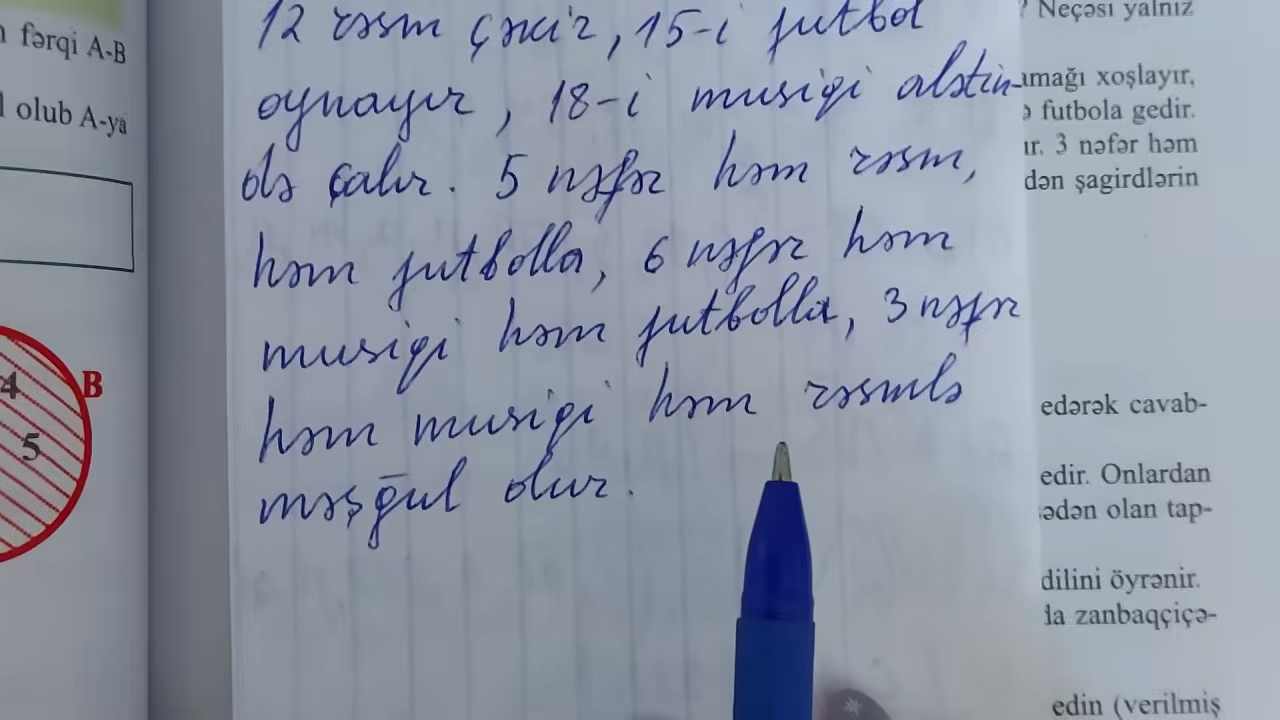 n fərqi A-B
l olub A-ya
4
B
5
12 rəsm çəkir, 15-i futbol
oynayır, 18-i musiqi alətin-
də çalır. 5 nəfər həm rəsm,
həm futbolla, 6 nəfər həm
musiqi həm futbolla, 3 nəfər
həm musiqi həm rəsmlə
məşğul olur.
? Neçəsi yalnız
amağı xoşlayır,
ə futbola gedir.
ır. 3 nəfər həm
dən şagirdlərin
edərək cavab-
edir. Onlardan
ədən olan tap-
dilini öyrənir.
da zanbaqçiçə-
edin (verilmiş